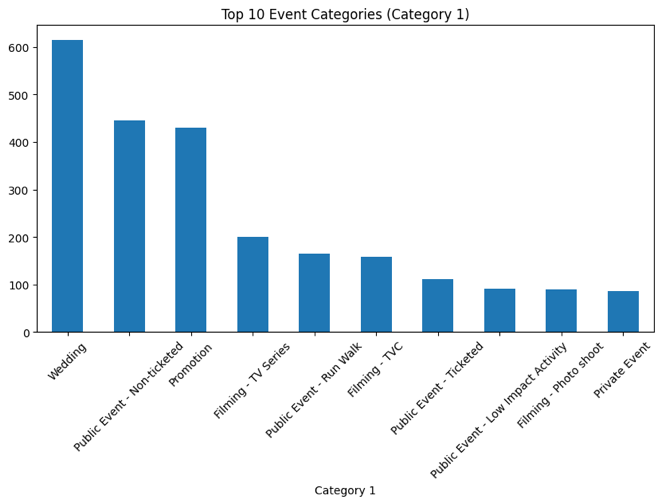 Top 10 Event Categories (Category 1)
600
500
400
300
200
100
0
Wedding
Public Event - Non-ticketed
Promotion
Filming - TV Series
Public Event - Run Walk
Filming - TVC
Public Event - Ticketed
Public Event - Low Impact Activity
Filming - Photo shoot
Private Event
Category 1